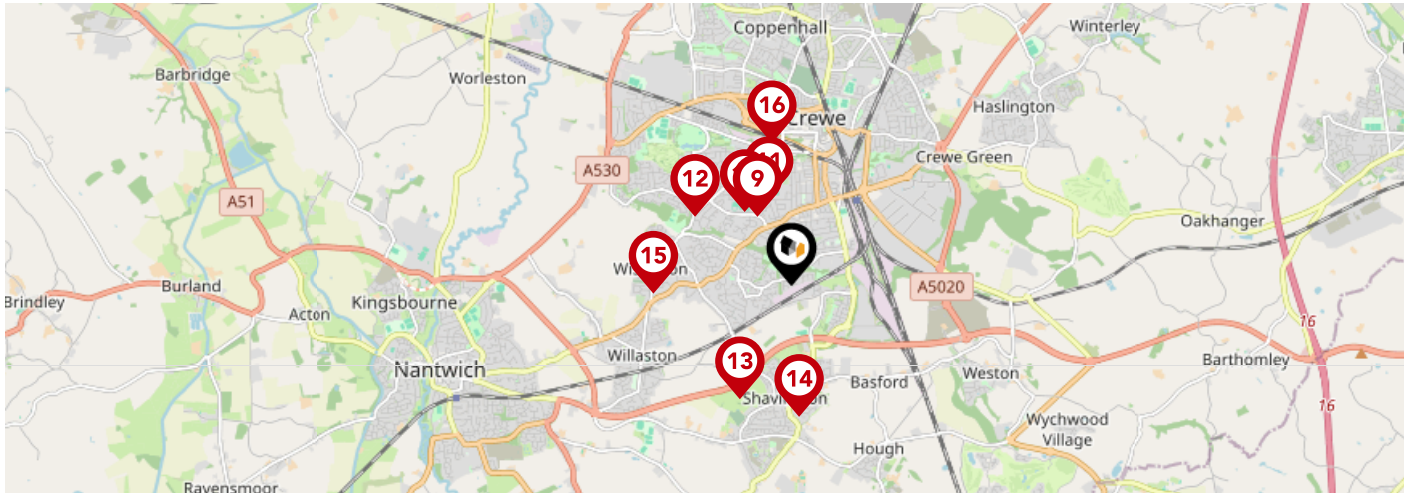 Coppenhall
Winterley
Barbridge
Worleston
16
Haslington
Crewe
A530
Crewe Green
12
9
A51
Oakhanger
15
Burland
Kingsbourne
A5020
Brindley
Acton
16
Willaston
13
Barthomley
Nantwich
14
Weston
Basford
Shavington
16
Wychwood
Village
Hough
Ravensmoor